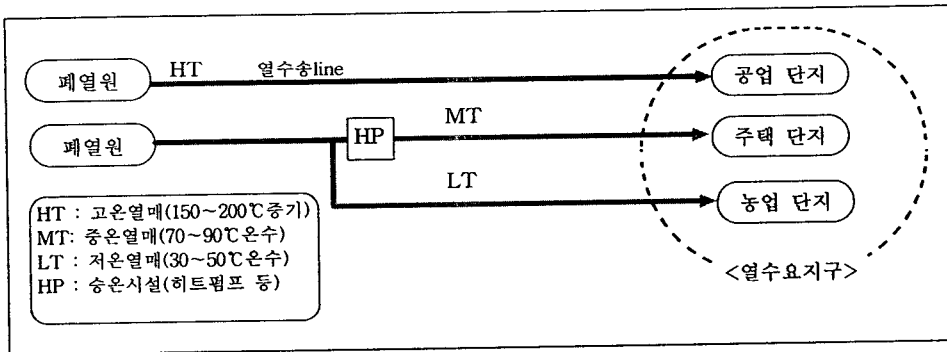 폐열원
HT
열수송line
공업 단지
폐열원
HP
MT
주택 단지
LT
농업 단지
HT : 고온열매(150~200℃증기)
MT: 중온열매(70~90℃온수)
LT : 저온열매(30~50℃온수)
HP : 승온시설(히트펌프 등)
<열수요지구>